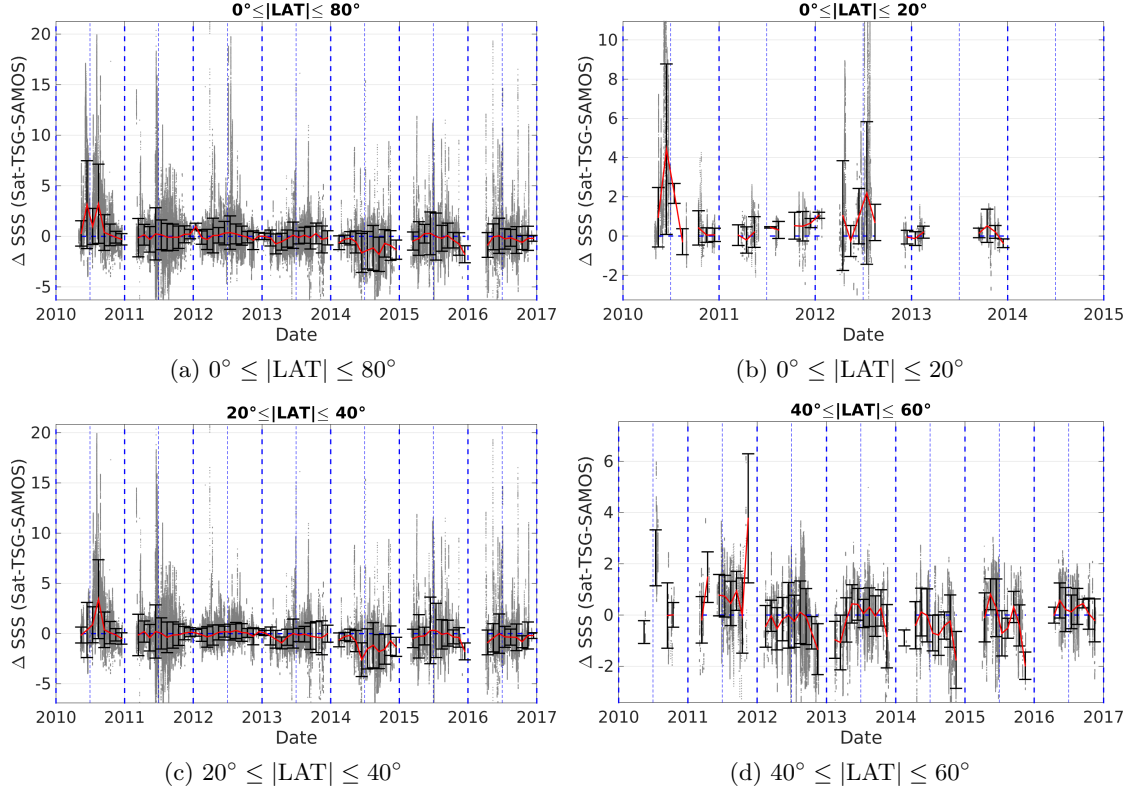 0°≤|LAT|≤ 80°
Δ SSS (Sat-TSG-SAMOS)
20
15
10
5
0
-5
2010 2011 2012 2013 2014 2015 2016 2017
Date
(a) 0° ≤ |LAT| ≤ 80°
0°≤|LAT|≤ 20°
Δ SSS (Sat-TSG-SAMOS)
10
8
6
4
2
0
-2
2010 2011 2012 2013 2014 2015
Date
(b) 0° ≤ |LAT| ≤ 20°
20°≤|LAT|≤ 40°
Δ SSS (Sat-TSG-SAMOS)
20
15
10
5
0
-5
2010 2011 2012 2013 2014 2015 2016 2017
Date
(c) 20° ≤ |LAT| ≤ 40°
40°≤|LAT|≤ 60°
Δ SSS (Sat-TSG-SAMOS)
6
4
2
0
-2
2010 2011 2012 2013 2014 2015 2016 2017
Date
(d) 40° ≤ |LAT| ≤ 60°